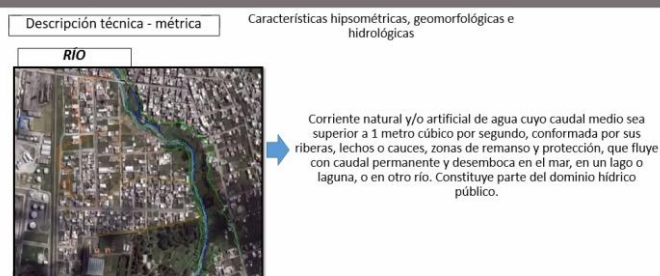 Descripción técnica - métrica
Características hipsométricas, geomorfológicas e
hidrológicas
RÍO
Corriente natural y/o artificial de agua cuyo caudal medio sea
superior a 1 metro cúbico por segundo, conformada por sus
riberas, lechos o cauces, zonas de remanso y protección, que fluye
con caudal permanente y desemboca en el mar, en un lago o
laguna, o en otro río. Constituye parte del dominio hídrico
público.